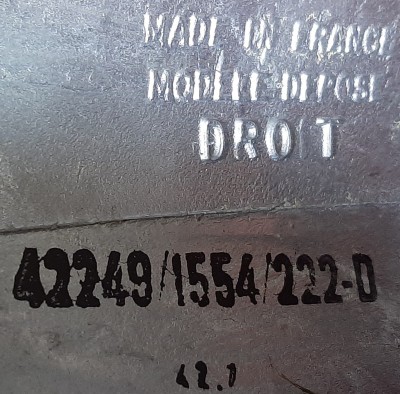 MADE IN FRANCE
MODELE DEPOSE
DROIT
42249/1554/222-D